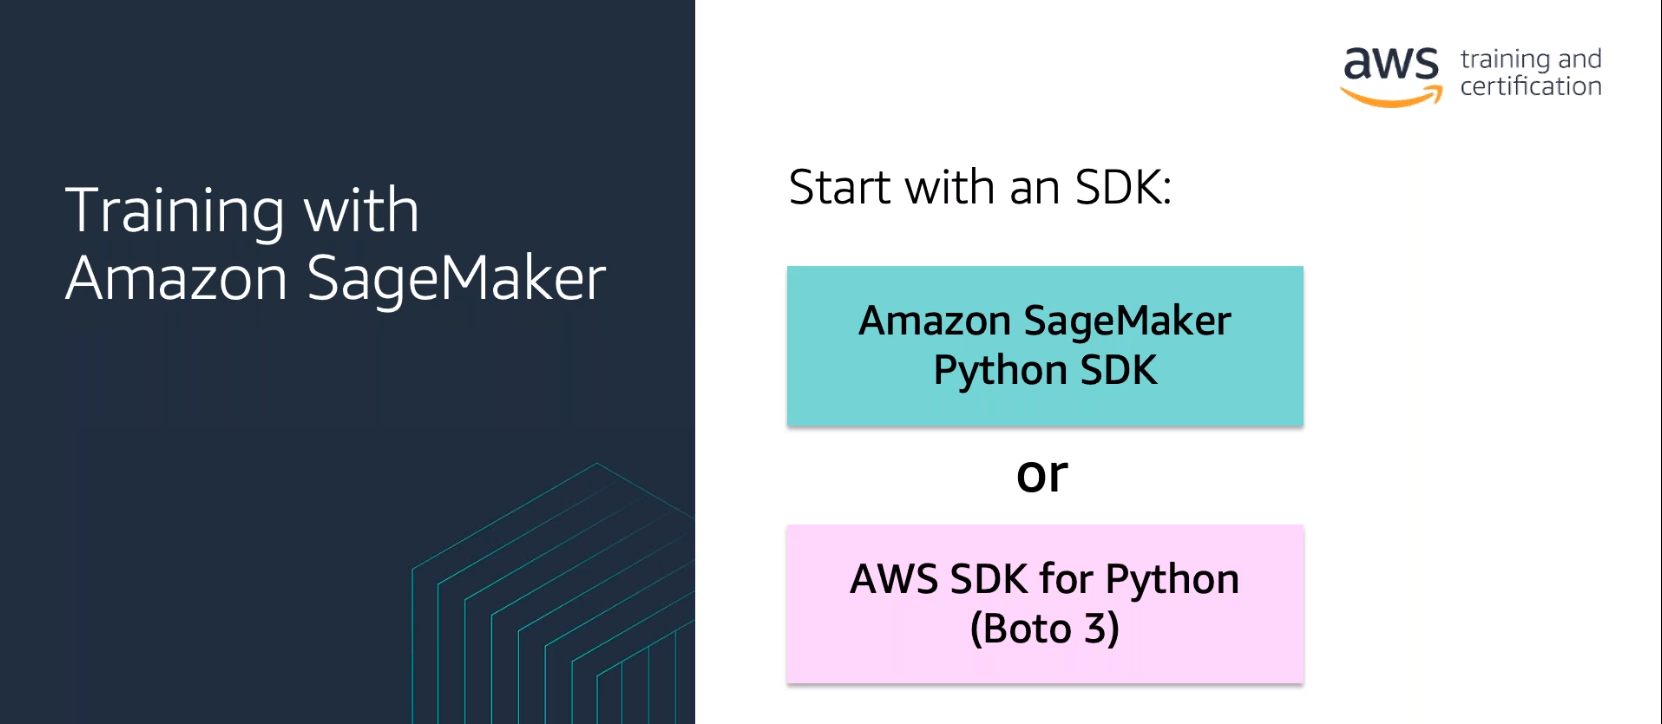 Training with
Amazon SageMaker
aws training and
certification
Start with an SDK:
Amazon SageMaker
Python SDK
or
AWS SDK for Python
(Boto 3)